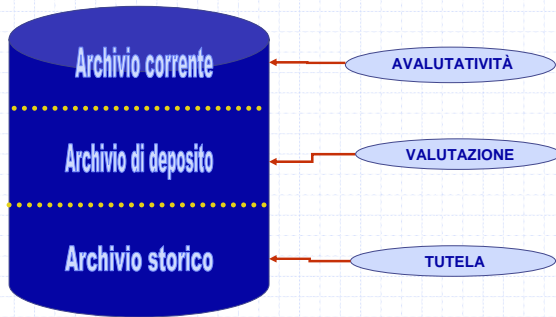 Archivio corrente
AVALUTATIVITÀ
Archivio di deposito
VALUTAZIONE
Archivio storico
TUTELA